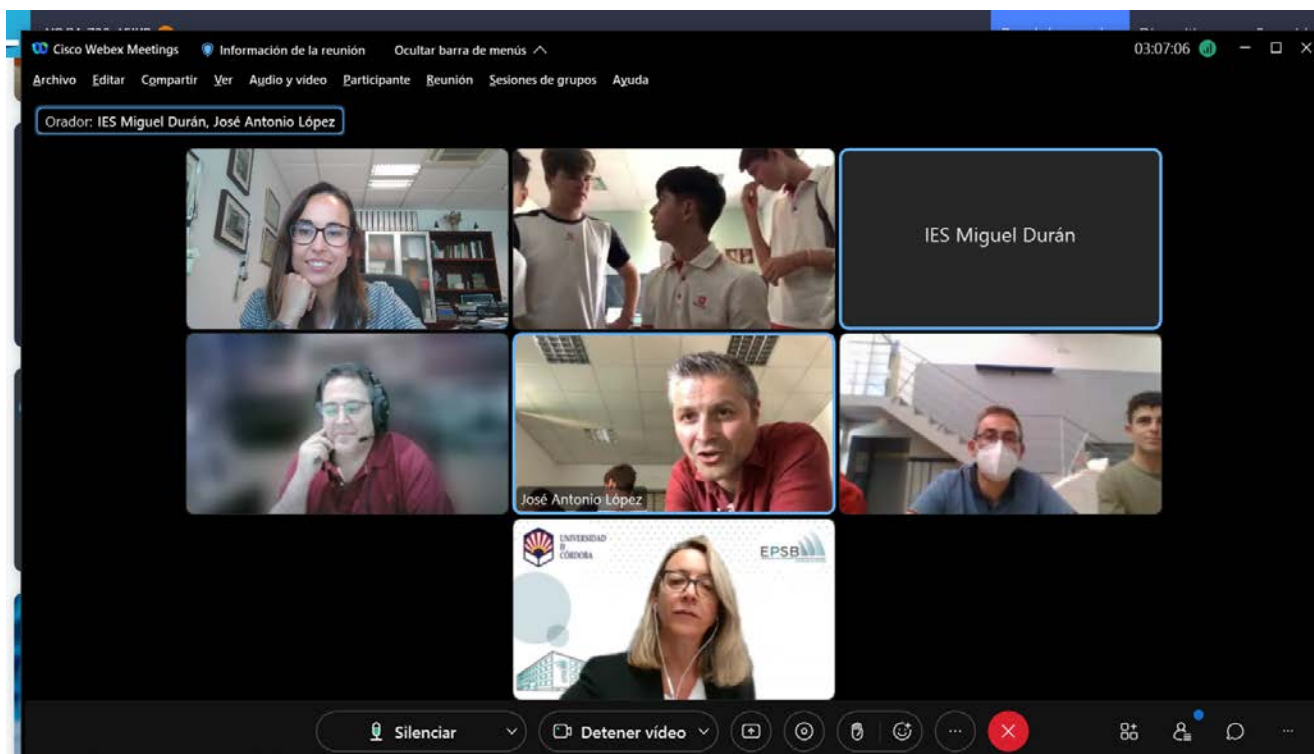 Cisco Webex Meetings Información de la reunión Ocultar barra de menús 03:07:06
Archivo Editar Compartir Ver Audio y vídeo Participante Reunión Sesiones de grupos Ayuda
Orador: IES Miguel Durán, José Antonio López
IES Miguel Durán
José Antonio López
UNIVERSIDAD
D
CÓRDOBA
EPSB
Silenciar Detener vídeo